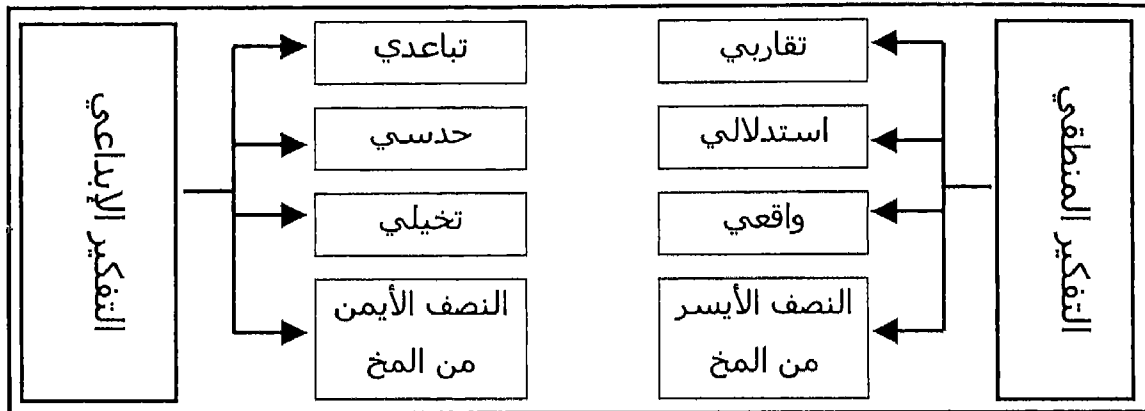 التفكير المنطقي
تقاربي
استدلالي
واقعي
النصف الأيسر
من المخ
تباعدي
حدسي
تخيلي
النصف الأيمن
من المخ
التفكير الإبداعي